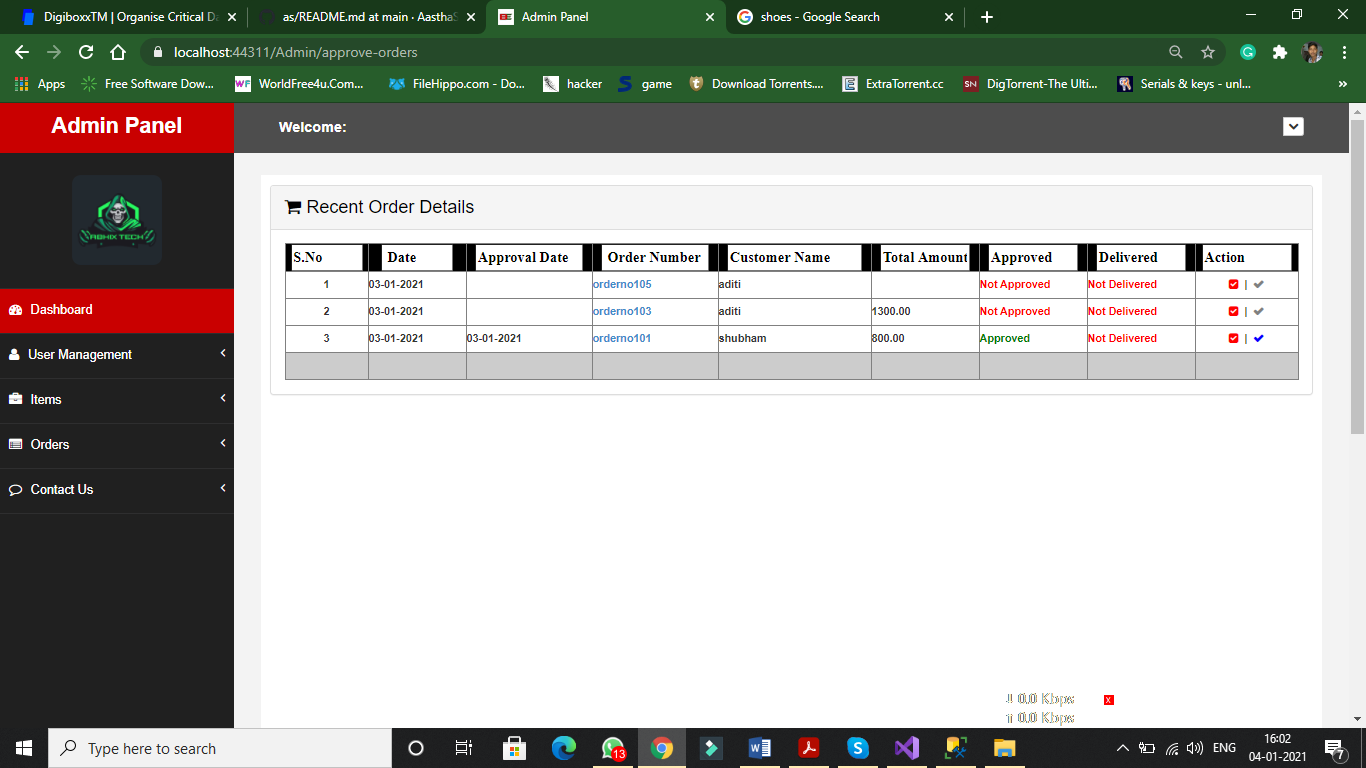 DigiboxxTM | Organise Critical Da
as/README.md at main · AasthaS
Admin Panel
shoes - Google Search
localhost:44311/Admin/approve-orders
Apps
Free Software Dow...
WorldFree4u.Com...
FileHippo.com - Do...
hacker
game
Download Torrents....
ExtraTorrent.cc
DigTorrent-The Ulti...
Serials & keys - unl...
»
Admin Panel
Welcome:
ABHIX TECH
Dashboard
User Management
Items
Orders
Contact Us
Recent Order Details
S.No Date Approval Date Order Number Customer Name Total Amount Approved Delivered Action
1 03-01-2021 orderno105 aditi Not Approved Not Delivered |
2 03-01-2021 orderno103 aditi 1300.00 Not Approved Not Delivered |
3 03-01-2021 03-01-2021 orderno101 shubham 800.00 Approved Not Delivered |
0.0 Kbps
x
0.0 Kbps
Type here to search
13
ENG
16:02
04-01-2021
7